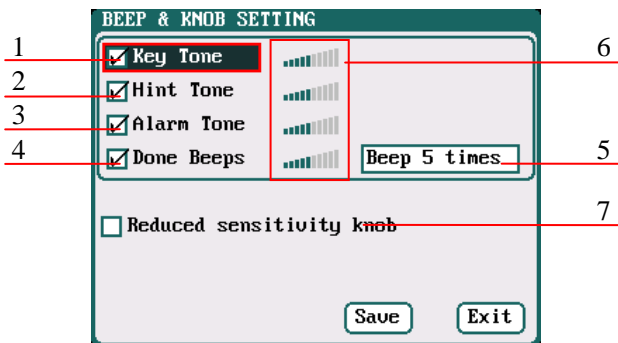 BEEP & KNOB SETTING
1 Key Tone 6
2 Hint Tone
3 Alarm Tone
4 Done Beeps Beep 5 times 5
Reduced sensitivity knob 7
Save Exit